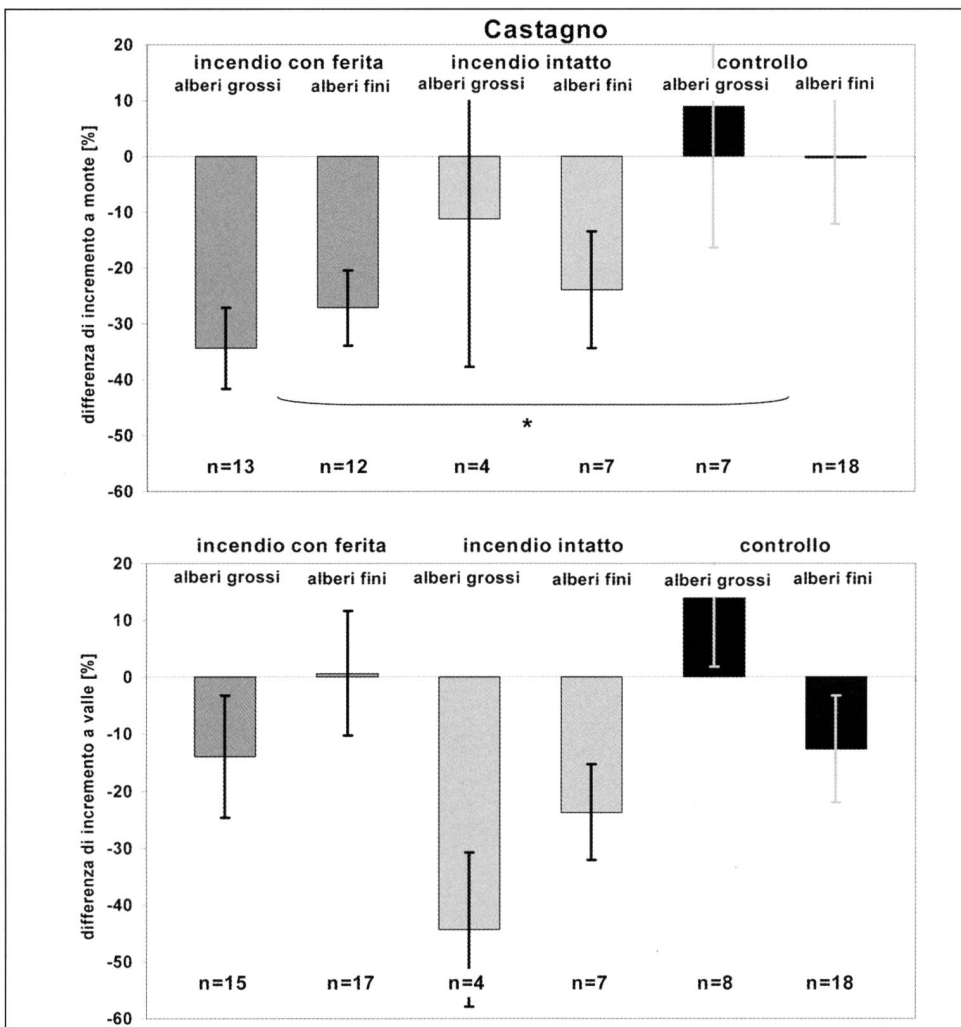 Castagno
incendio con ferita incendio intatto controllo
alberi grossi alberi fini alberi grossi alberi fini alberi grossi alberi fini
differenza di incremento a monte [%]
20
10
0
-10
-20
-30
-40
-50
-60
*
n=13 n=12 n=4 n=7 n=7 n=18
incendio con ferita incendio intatto controllo
alberi grossi alberi fini alberi grossi alberi fini alberi grossi alberi fini
differenza di incremento a valle [%]
20
10
0
-10
-20
-30
-40
-50
-60
n=15 n=17 n=4 n=7 n=8 n=18